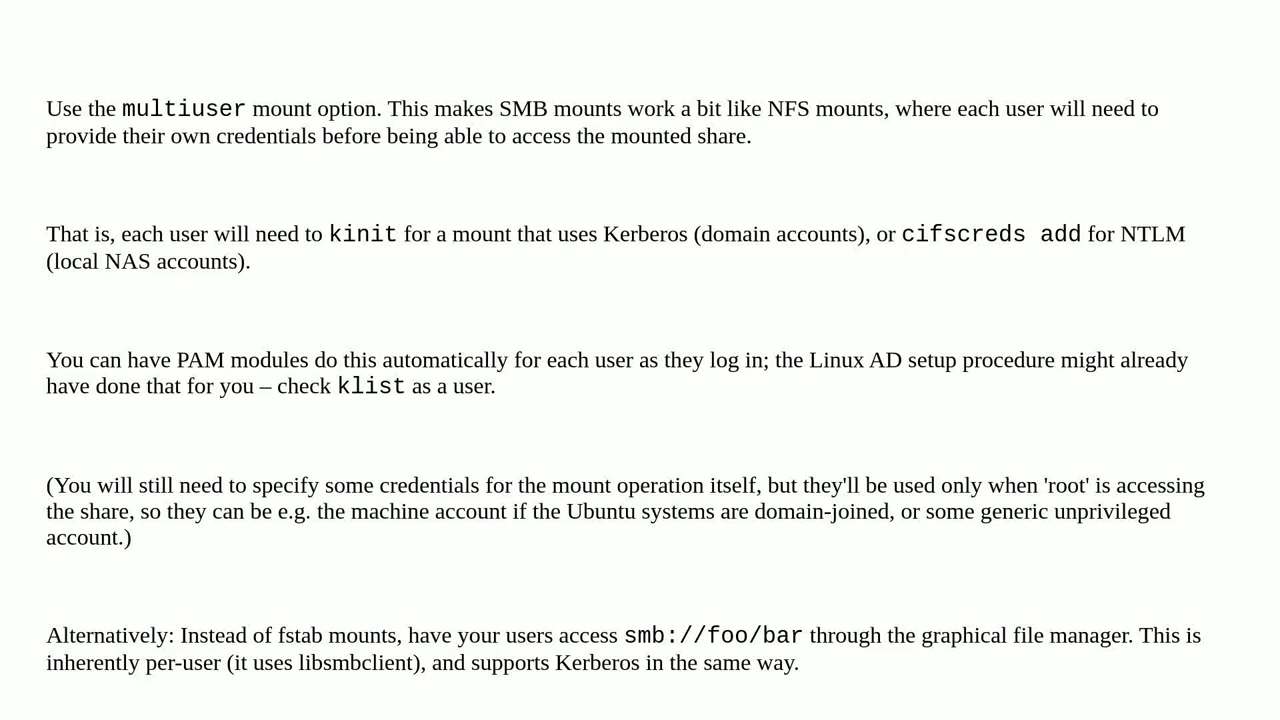 Use the multiuser mount option. This makes SMB mounts work a bit like NFS mounts, where each user will need to
provide their own credentials before being able to access the mounted share.
That is, each user will need to kinit for a mount that uses Kerberos (domain accounts), or cifscreds add for NTLM
(local NAS accounts).
You can have PAM modules do this automatically for each user as they log in; the Linux AD setup procedure might already
have done that for you – check klist as a user.
(You will still need to specify some credentials for the mount operation itself, but they'll be used only when 'root' is accessing
the share, so they can be e.g. the machine account if the Ubuntu systems are domain-joined, or some generic unprivileged
account.)
Alternatively: Instead of fstab mounts, have your users access smb://foo/bar through the graphical file manager. This is
inherently per-user (it uses libsmbclient), and supports Kerberos in the same way.